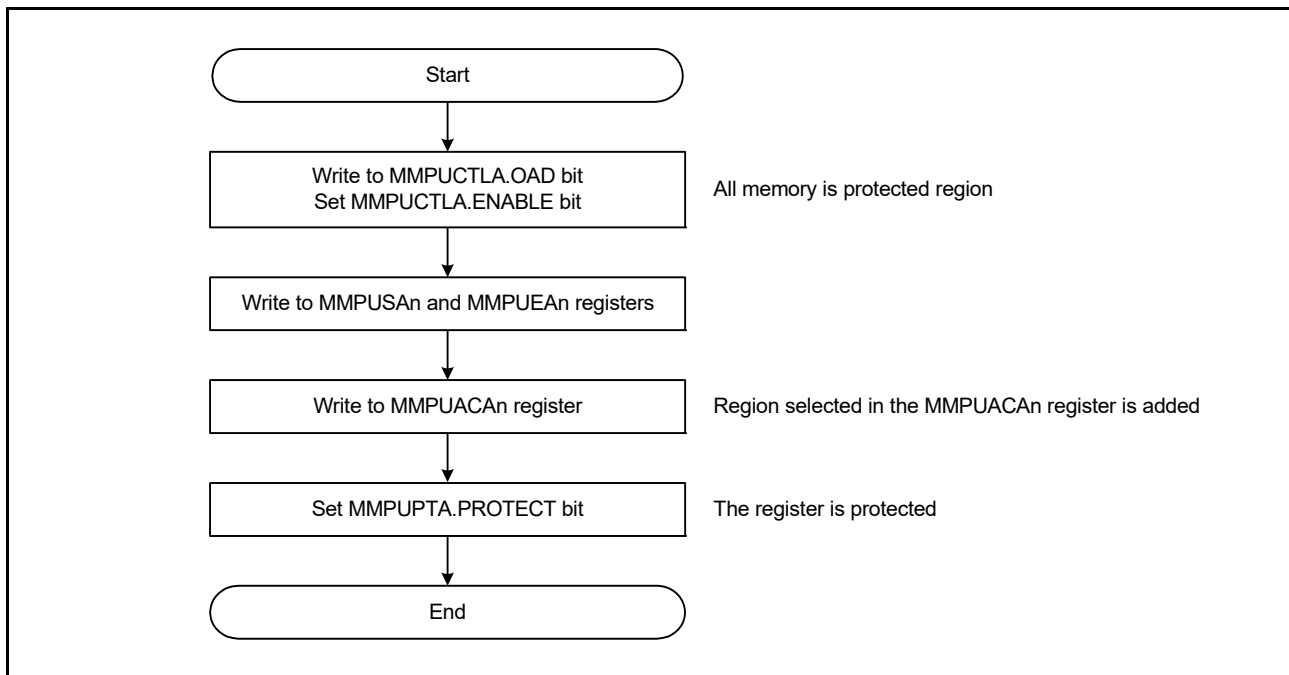 Start
Write to MMPUCTLA.OAD bit
Set MMPUCTLA.ENABLE bit
All memory is protected region
Write to MMPUSAn and MMPUEAn registers
Write to MMPUACAn register
Region selected in the MMPUACAn register is added
Set MMPUPTA.PROTECT bit
The register is protected
End